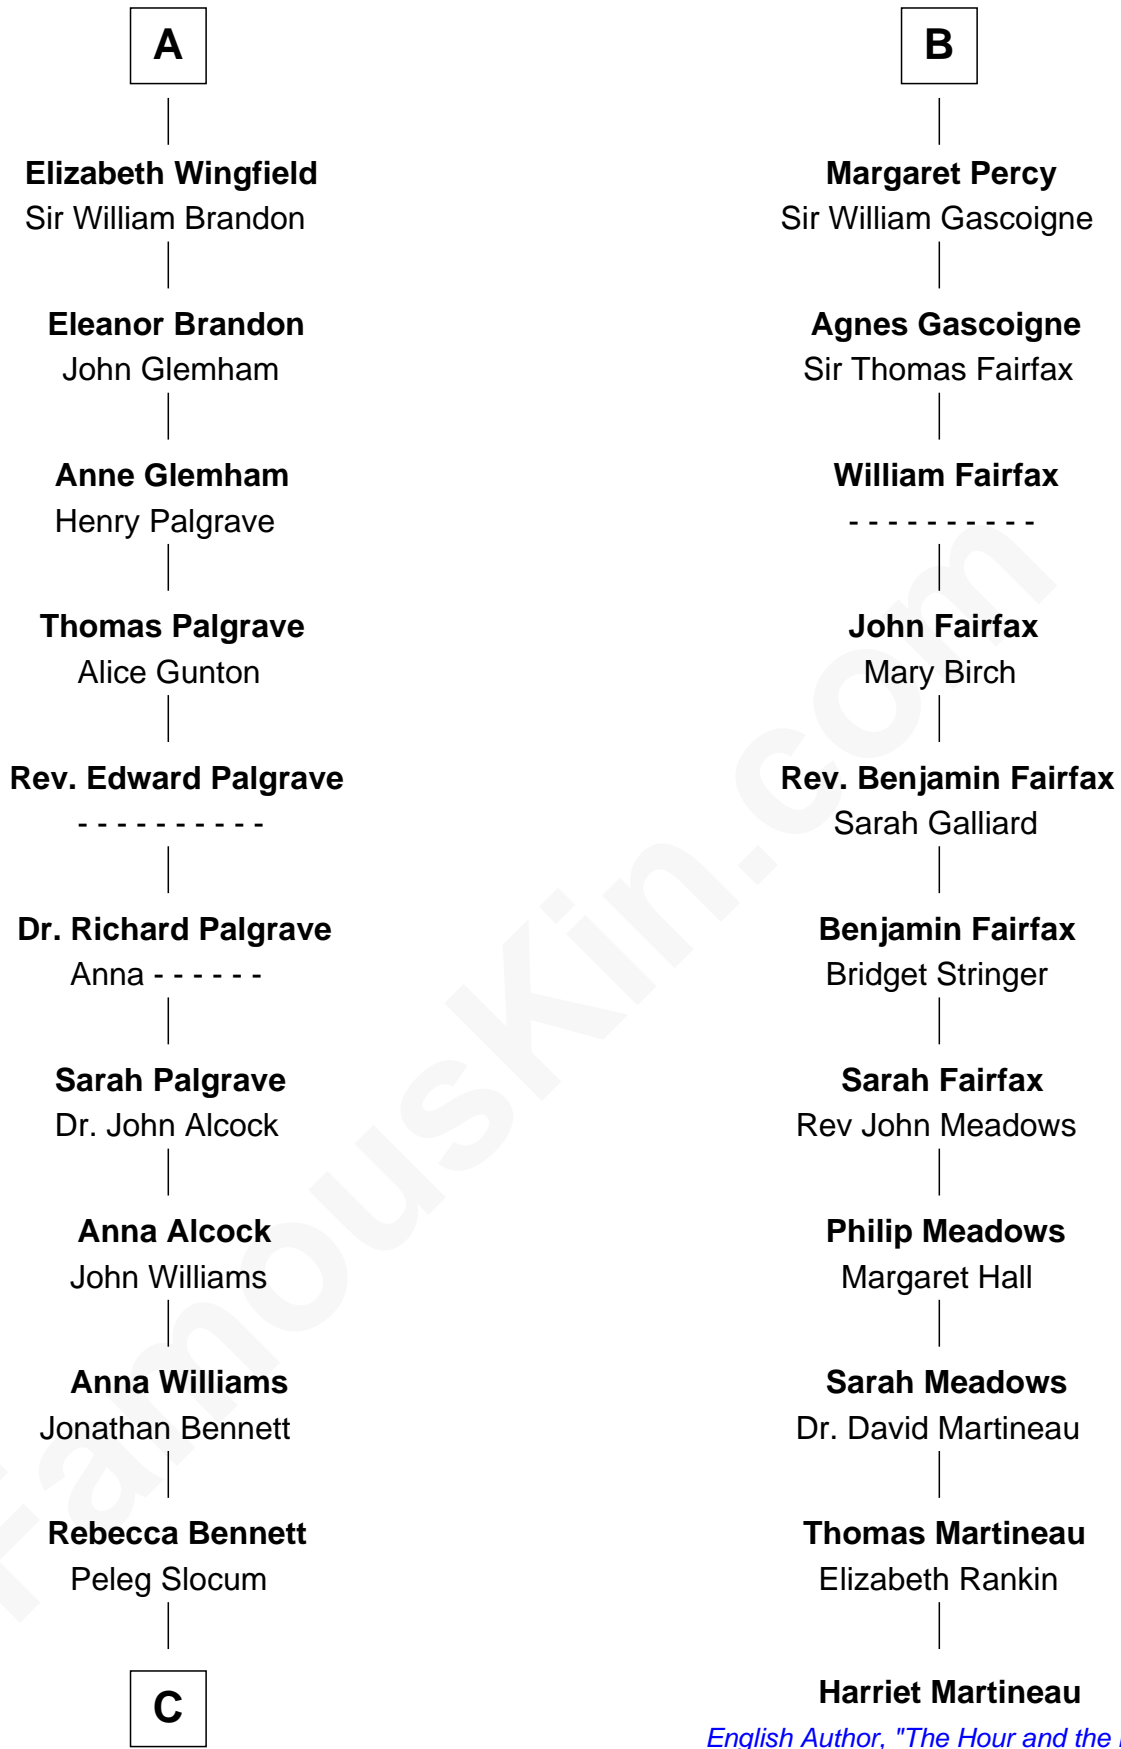 A
Elizabeth Wingfield
Sir William Brandon
Eleanor Brandon
John Glemham
Anne Glemham
Henry Palgrave
Thomas Palgrave
Alice Gunton
Rev. Edward Palgrave
- - - - - - - - - -
Dr. Richard Palgrave
Anna - - - - - -
Sarah Palgrave
Dr. John Alcock
Anna Alcock
John Williams
Anna Williams
Jonathan Bennett
Rebecca Bennett
Peleg Slocum
C
B
Margaret Percy
Sir William Gascoigne
Agnes Gascoigne
Sir Thomas Fairfax
William Fairfax
- - - - - - - - - -
John Fairfax
Mary Birch
Rev. Benjamin Fairfax
Sarah Galliard
Benjamin Fairfax
Bridget Stringer
Sarah Fairfax
Rev John Meadows
Philip Meadows
Margaret Hall
Sarah Meadows
Dr. David Martineau
Thomas Martineau
Elizabeth Rankin
Harriet Martineau
English Author, "The Hour and the
FamousKin.com